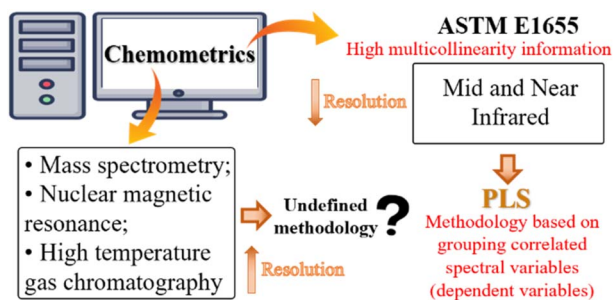 Chemometrics
ASTM E1655
High multicollinearity information
Mid and Near
Infrared
Resolution
PLS
Methodology based on
grouping correlated
spectral variables
(dependent variables)
• Mass spectrometry;
• Nuclear magnetic
resonance;
• High temperature
gas chromatography
Undefined
methodology ?
Resolution